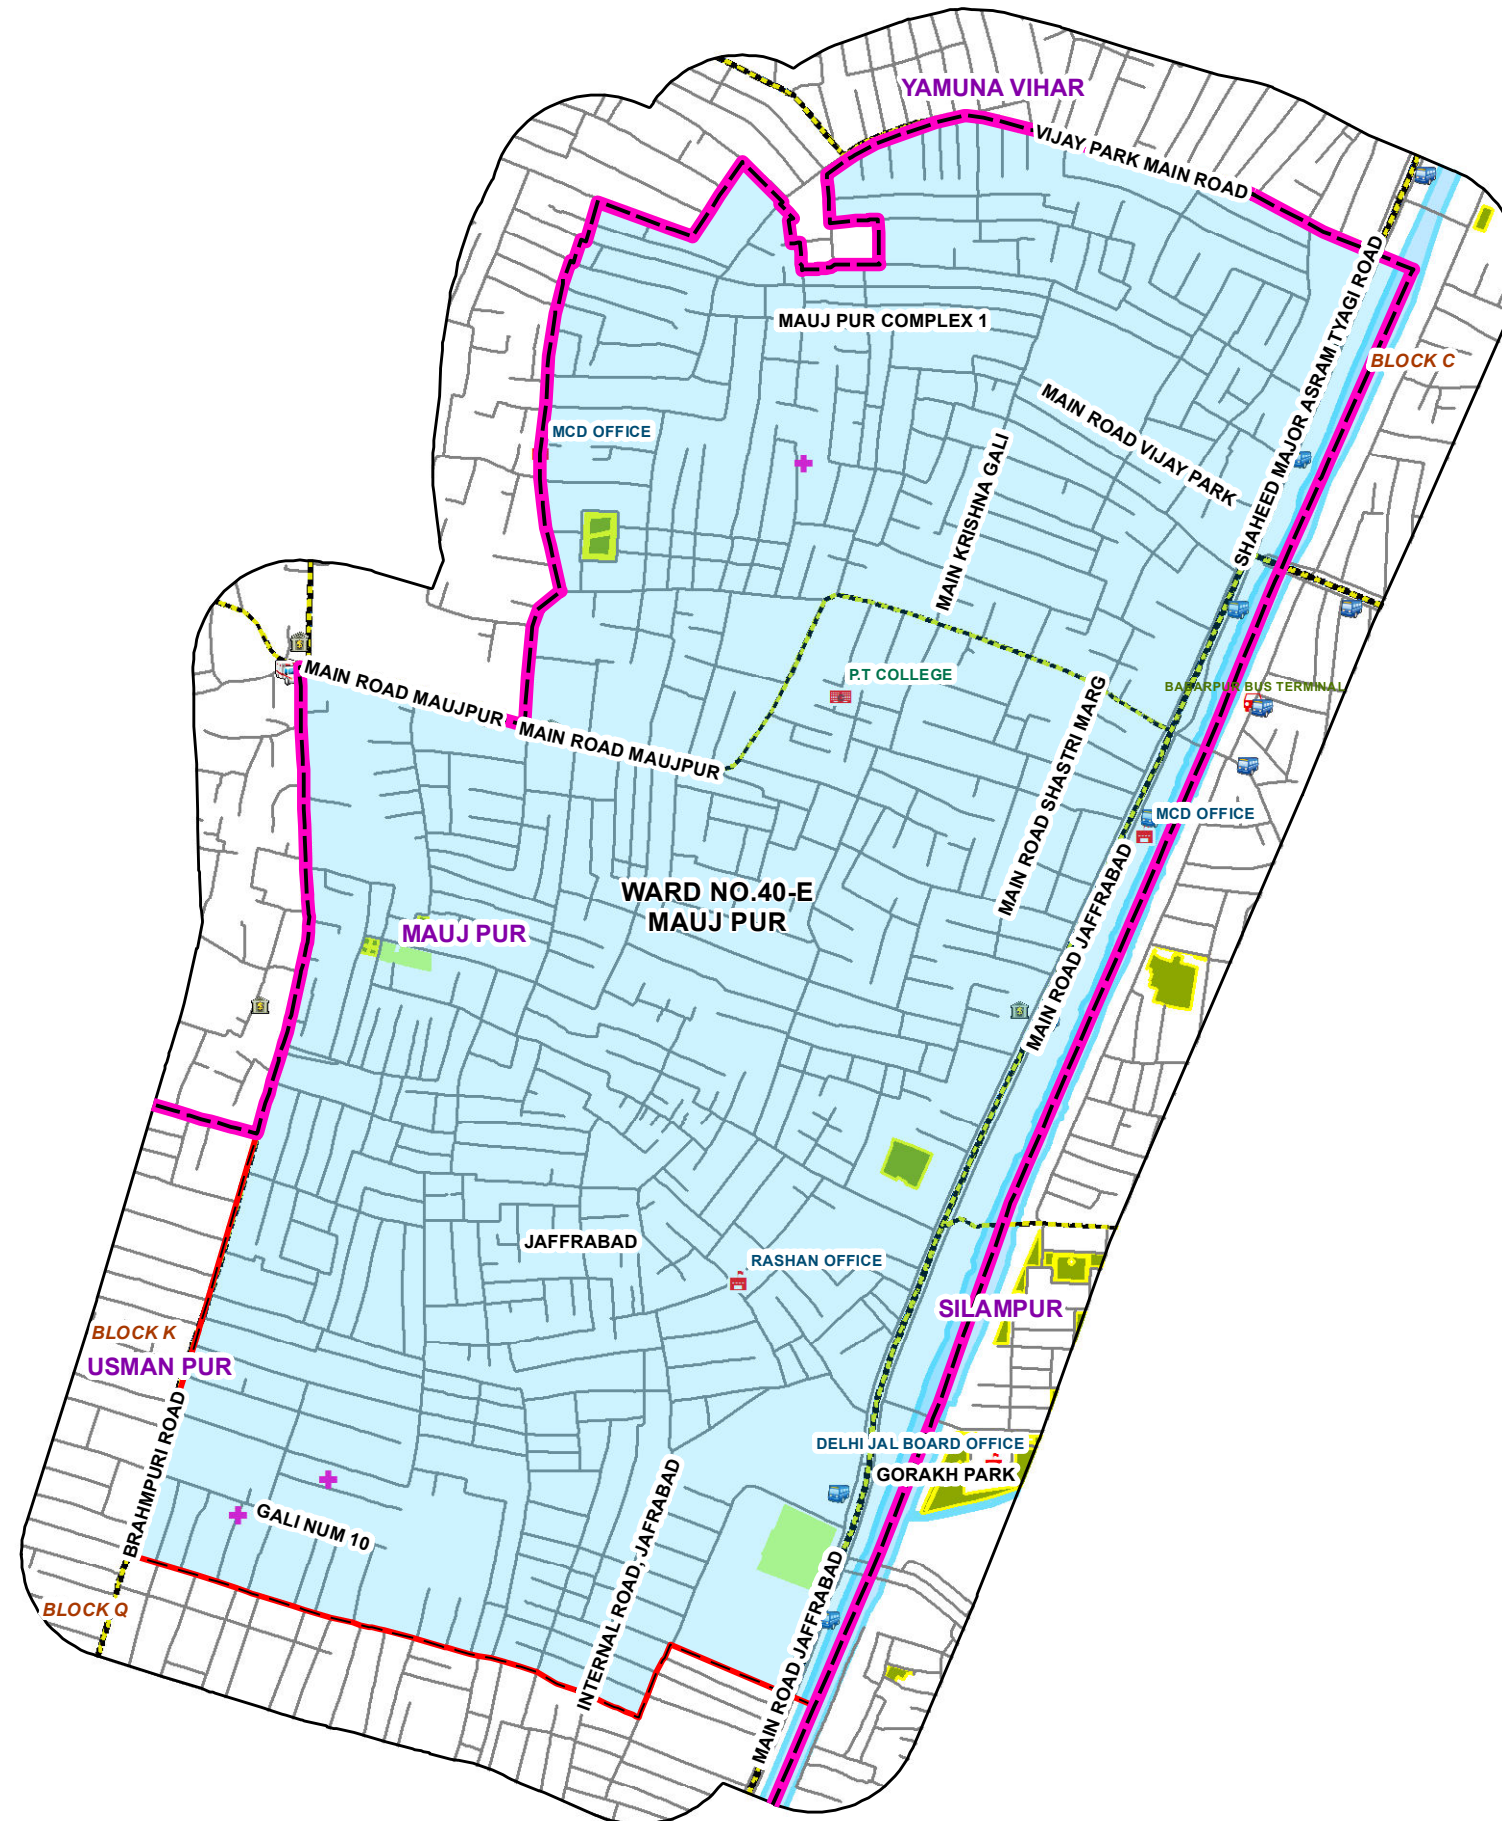 YAMUNA VIHAR
VIJAY PARK MAIN ROAD
SHAHEED MAJOR ASRAM TYAGI ROAD
MAUJ PUR COMPLEX 1
BLOCK C
MAIN ROAD VIJAY PARK
MCD OFFICE
MAIN KRISHNA GALI
MAIN ROAD MAUJPUR
MAIN ROAD MAUJPUR
P.T COLLEGE
BABARPUR BUS TERMINAL
MAIN ROAD SHASTRI MARG
MCD OFFICE
WARD NO.40-E
MAUJ PUR
MAUJ PUR
MAIN ROAD JAFFRABAD
JAFFRABAD
RASHAN OFFICE
SILAMPUR
BLOCK K
USMAN PUR
BRAHMPURI ROAD
DELHI JAL BOARD OFFICE
GORAKH PARK
GALI NUM 10
INTERNAL ROAD, JAFRABAD
MAIN ROAD JAFFRABAD
BLOCK Q